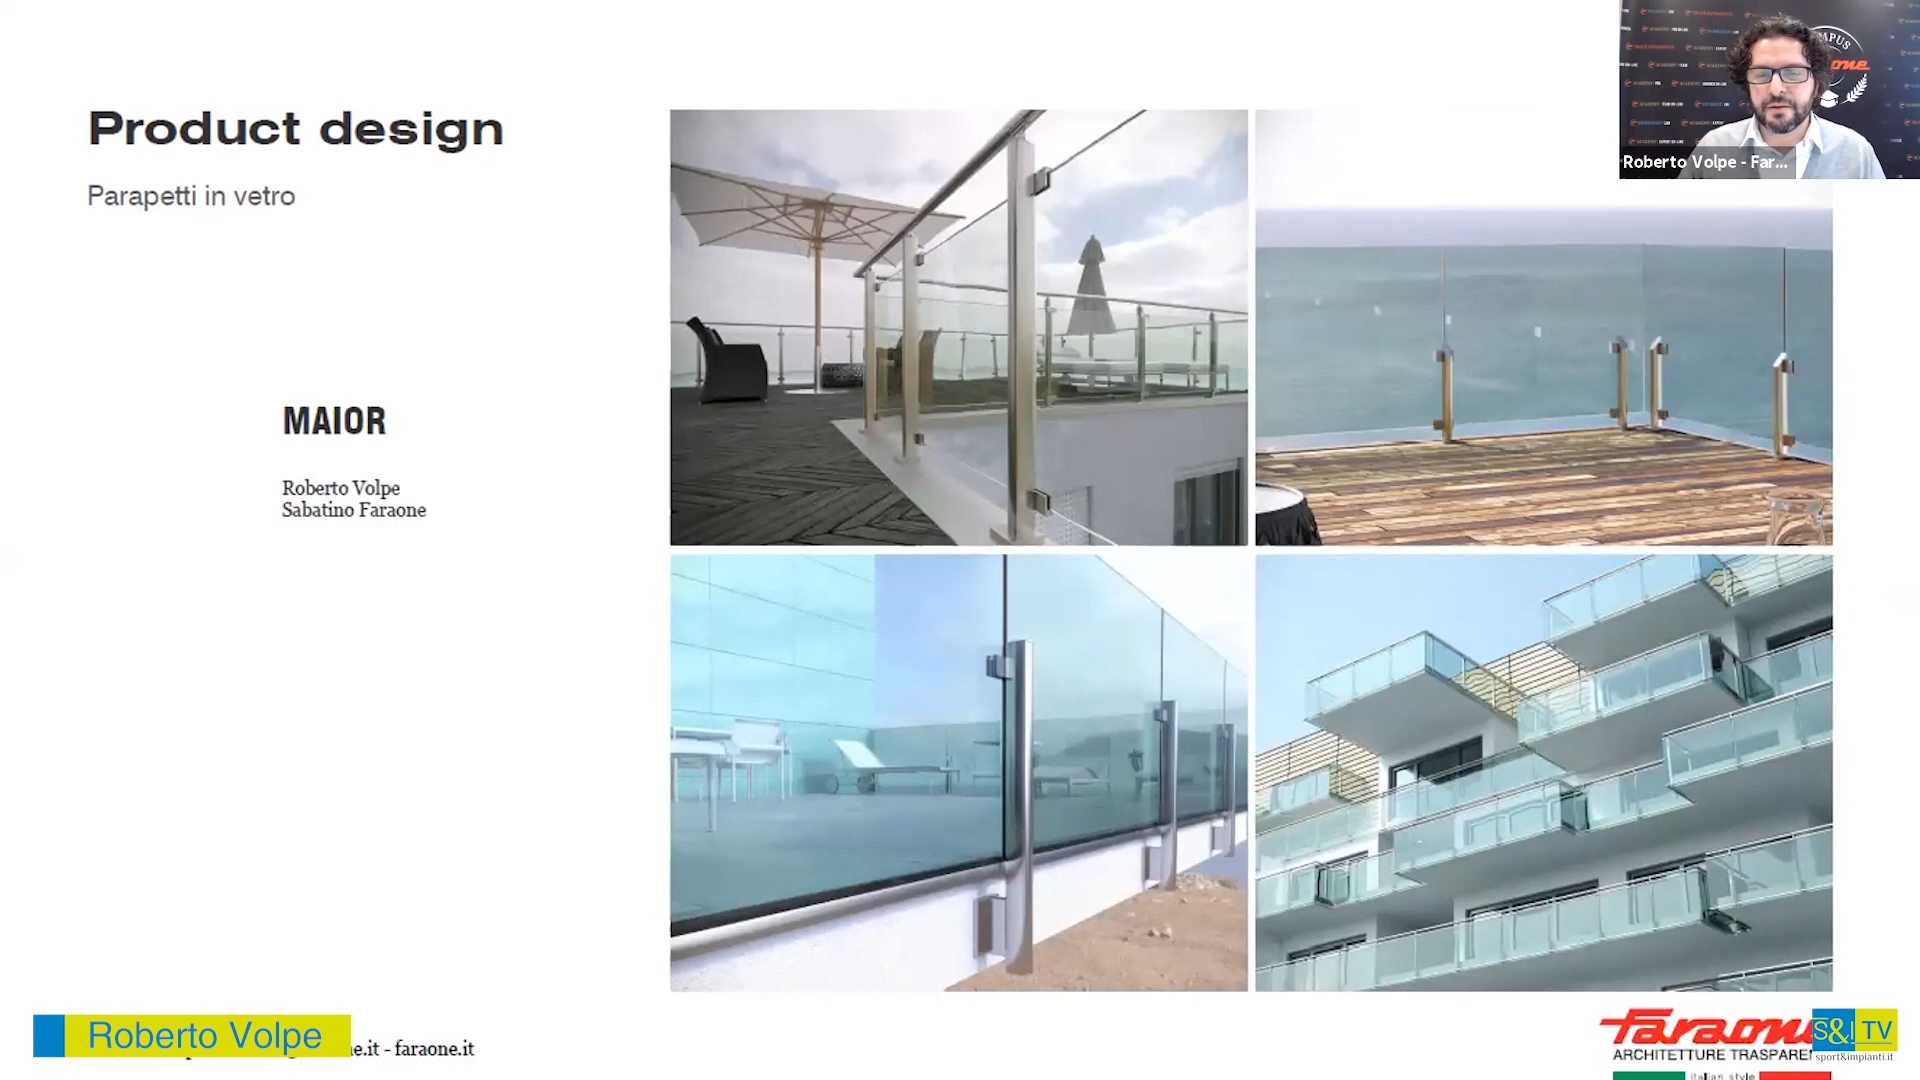 Product design
Parapetti in vetro
MAIOR
Roberto Volpe
Sabatino Faraone
Roberto Volpe - Far...
Roberto Volpe
e.it - faraone.it
faraone
ARCHITETTURE TRASPAREN
italian style
S&I TV
sport&impianti.it